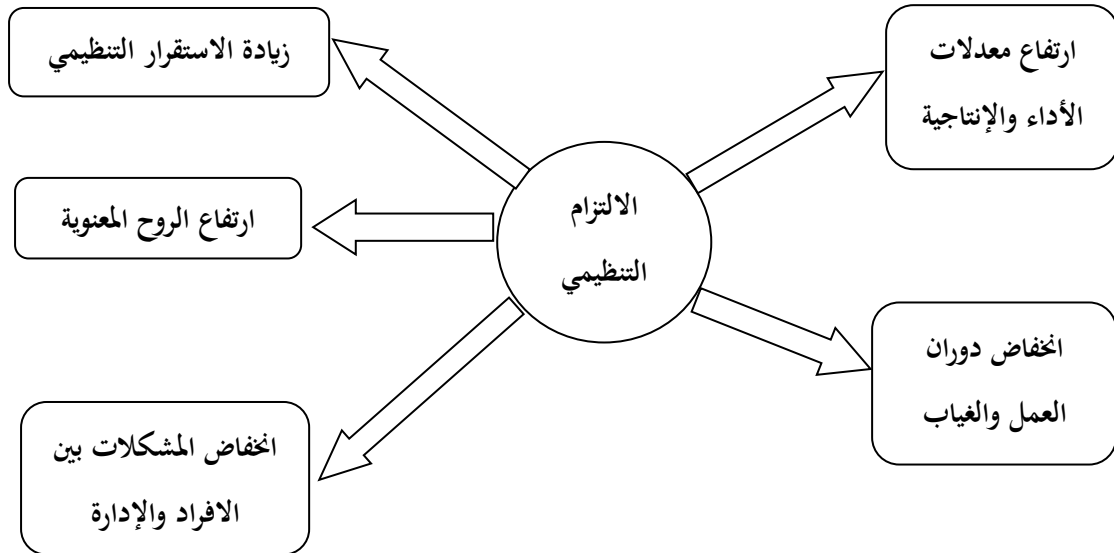 ارتفاع معدلات
الأداء والإنتاجية
زيادة الاستقرار التنظيمي
الالتزام
التنظيمي
ارتفاع الروح المعنوية
انخفاض دوران
العمل والغياب
انخفاض المشكلات بين
الافراد والإدارة